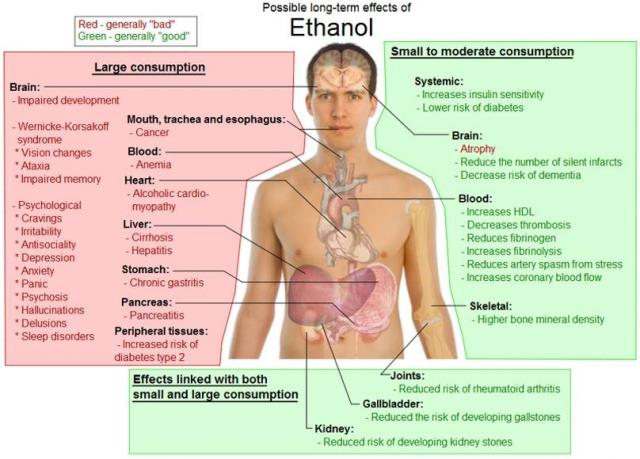 Possible long-term effects of
Ethanol
Red - generally "bad"
Green - generally "good"
Large consumption
Brain:
- Impaired development
- Wernicke-Korsakoff
syndrome
* Vision changes
* Ataxia
* Impaired memory
- Psychological
* Cravings
* Irritability
* Antisociality
* Depression
* Anxiety
* Panic
* Psychosis
* Hallucinations
* Delusions
* Sleep disorders
Mouth, trachea and esophagus:
- Cancer
Blood:
- Anemia
Heart:
- Alcoholic cardio-
myopathy
Liver:
- Cirrhosis
- Hepatitis
Stomach:
- Chronic gastritis
Pancreas:
- Pancreatitis
Peripheral tissues:
- Increased risk of
diabetes type 2
Small to moderate consumption
Systemic:
- Increases insulin sensitivity
- Lower risk of diabetes
Brain:
- Atrophy
- Reduce the number of silent infarcts
- Decrease risk of dementia
Blood:
- Increases HDL
- Decreases thrombosis
- Reduces fibrinogen
- Increases fibrinolysis
- Reduces artery spasm from stress
- Increases coronary blood flow
Skeletal:
- Higher bone mineral density
Effects linked with both
small and large consumption
Joints:
- Reduced risk of rheumatoid arthritis
Gallbladder:
- Reduced the risk of developing gallstones
Kidney:
- Reduced risk of developing kidney stones